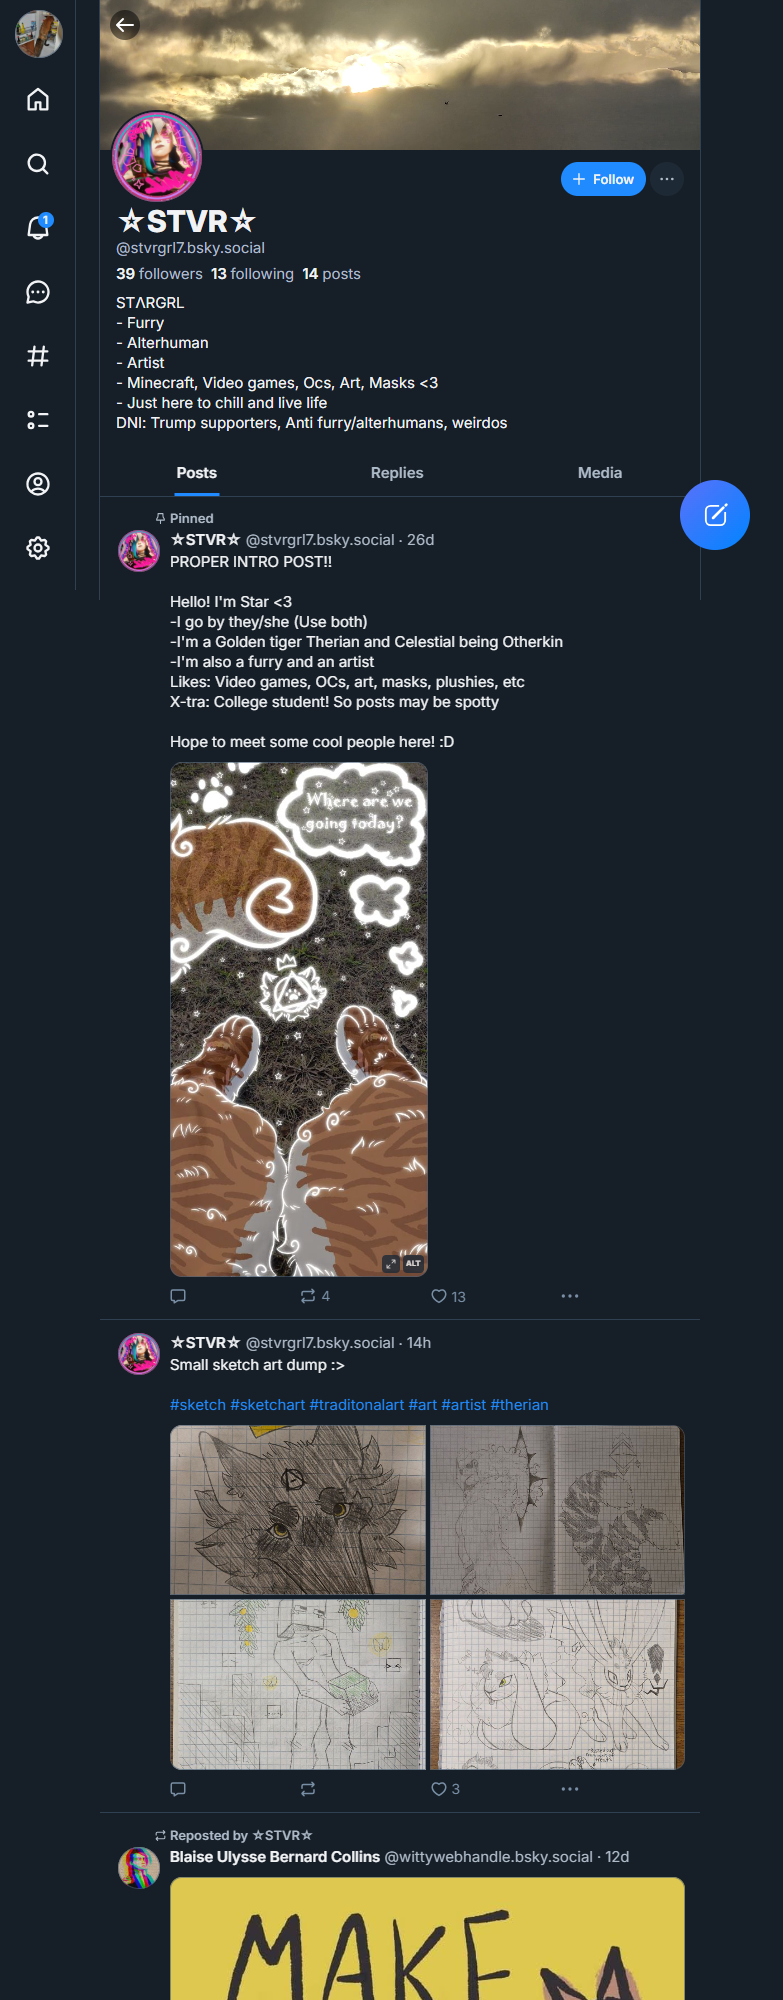 1
+ Follow
☆STVR☆
@stvrgrl7.bsky.social
39 followers 13 following 14 posts
STΛRGRL
- Furry
- Alterhuman
- Artist
- Minecraft, Video games, Ocs, Art, Masks <3
- Just here to chill and live life
DNI: Trump supporters, Anti furry/alterhumans, weirdos
Posts Replies Media
Pinned
☆STVR☆ @stvrgrl7.bsky.social · 26d
PROPER INTRO POST!!
Hello! I'm Star <3
-I go by they/she (Use both)
-I'm a Golden tiger Therian and Celestial being Otherkin
-I'm also a furry and an artist
Likes: Video games, OCs, art, masks, plushies, etc
X-tra: College student! So posts may be spotty
Hope to meet some cool people here! :D
Where are we
going today?
ALT
4 13
☆STVR☆ @stvrgrl7.bsky.social · 14h
Small sketch art dump :>
#sketch #sketchart #traditonalart #art #artist #therian
3
Reposted by ☆STVR☆
Blaise Ulysse Bernard Collins @wittywebhandle.bsky.social · 12d
MAKE